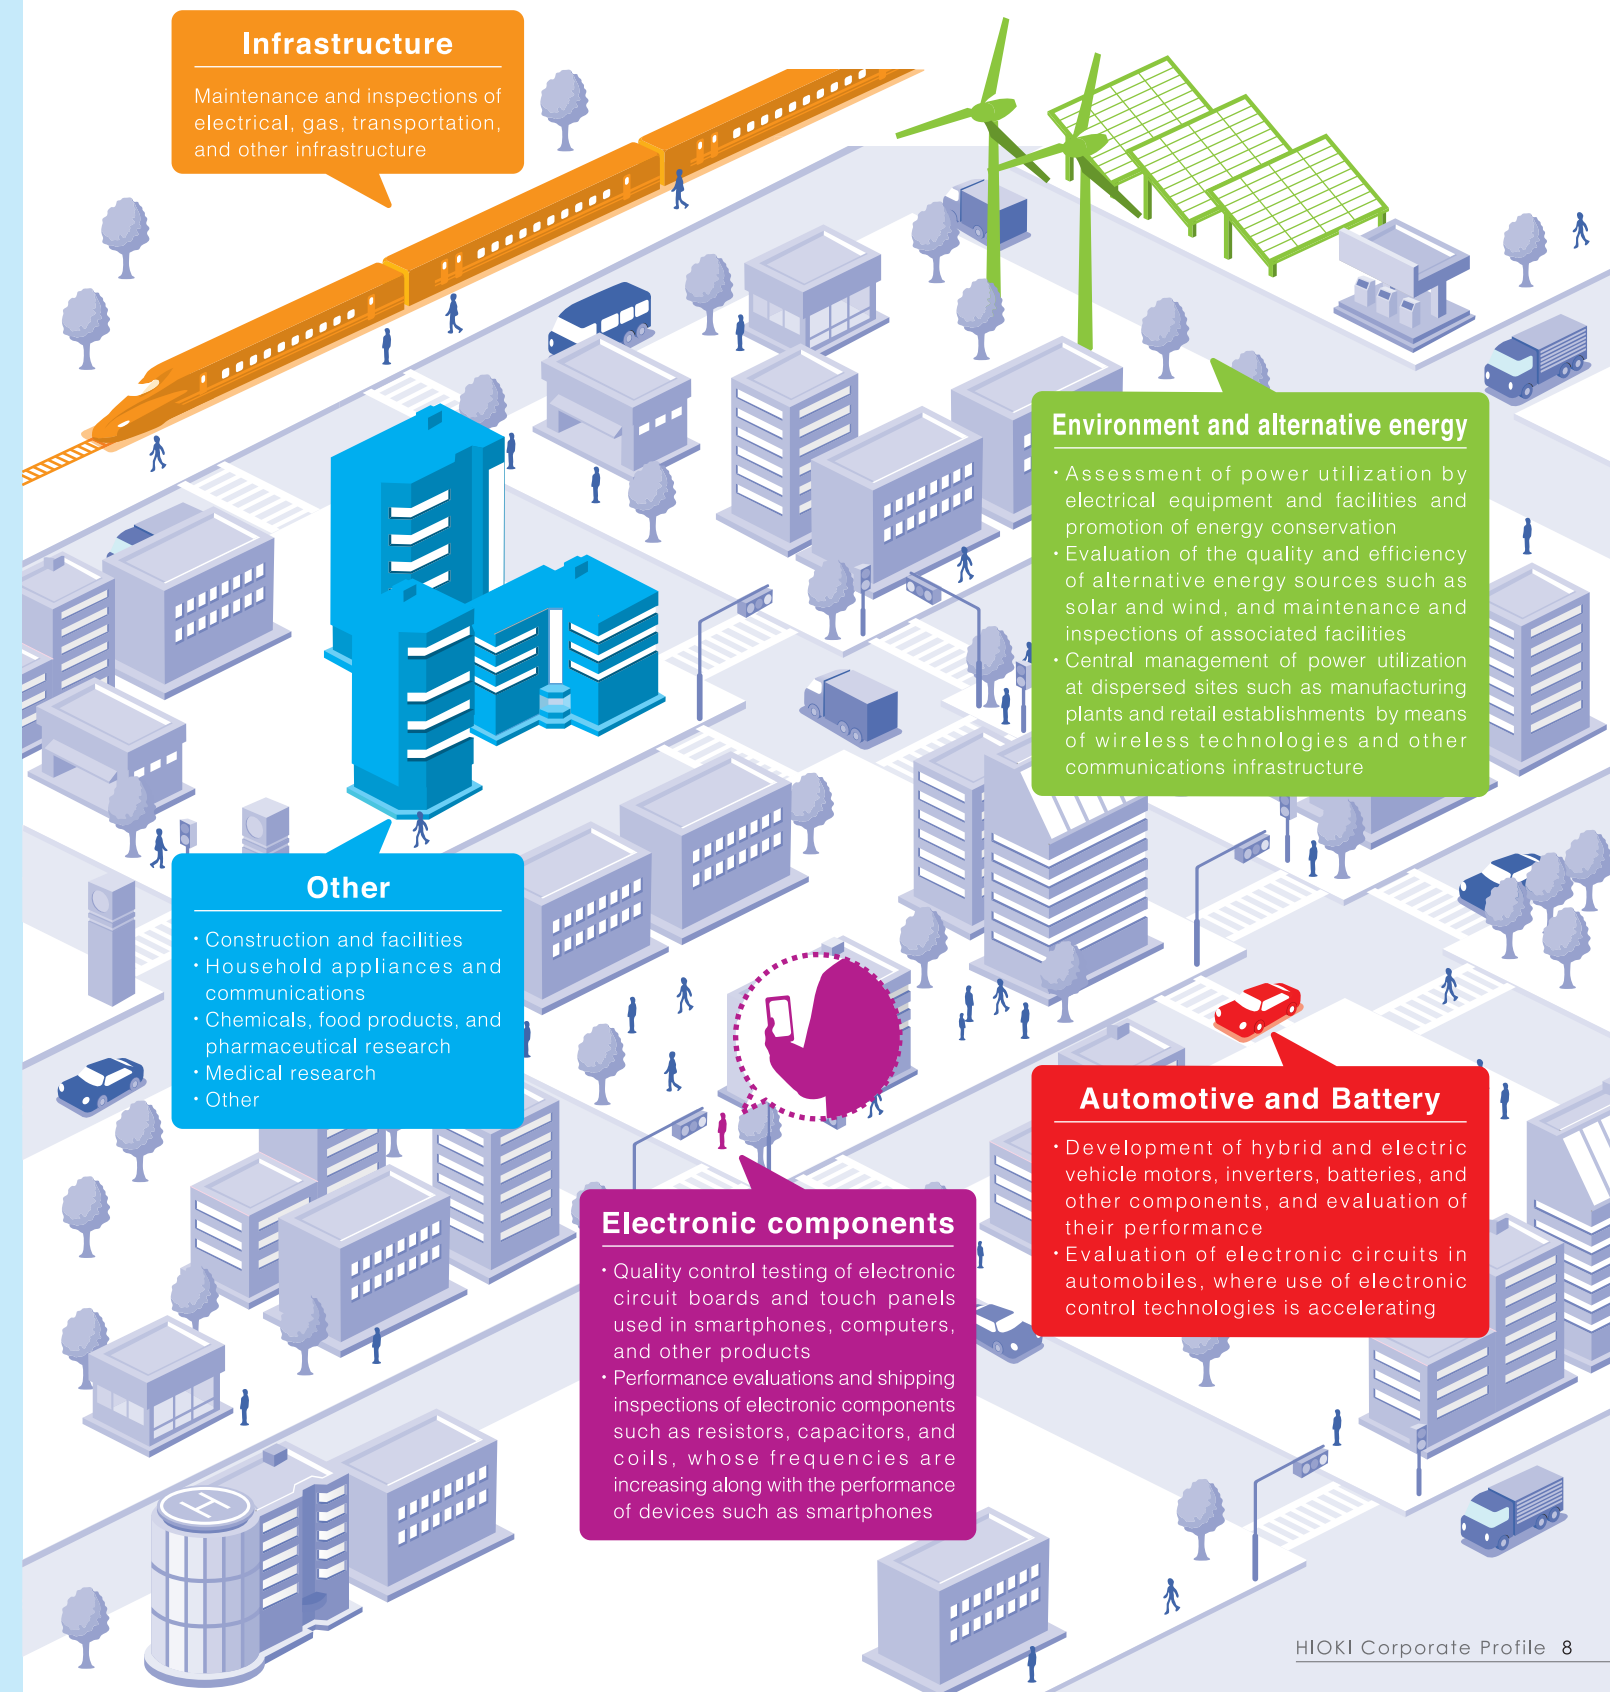 Infrastructure
Maintenance and inspections of
electrical, gas, transportation,
and other infrastructure
Environment and alternative energy
・Assessment of power utilization by
electrical equipment and facilities and
promotion of energy conservation
・Evaluation of the quality and efficiency
of alternative energy sources such as
solar and wind, and maintenance and
inspections of associated facilities
・Central management of power utilization
at dispersed sites such as manufacturing
plants and retail establishments by means
of wireless technologies and other
communications infrastructure
Other
・Construction and facilities
・Household appliances and
communications
・Chemicals, food products, and
pharmaceutical research
・Medical research
・Other
Automotive and Battery
・Development of hybrid and electric
vehicle motors, inverters, batteries, and
other components, and evaluation of
their performance
・Evaluation of electronic circuits in
automobiles, where use of electronic
control technologies is accelerating
Electronic components
・Quality control testing of electronic
circuit boards and touch panels
used in smartphones, computers,
and other products
・Performance evaluations and shipping
inspections of electronic components
such as resistors, capacitors, and
coils, whose frequencies are
increasing along with the performance
of devices such as smartphones
H
HIOKI Corporate Profile 8